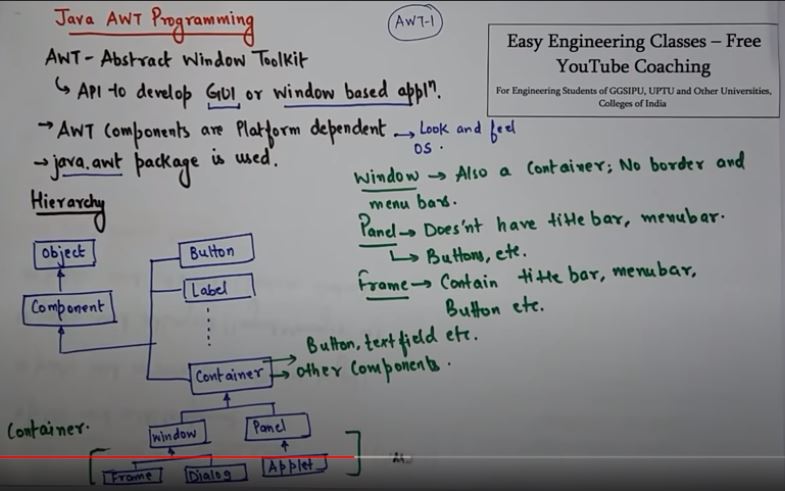 Java AWT Programming
AWT-1
Easy Engineering Classes – Free
YouTube Coaching
For Engineering Students of GGSIPU, UPTU and Other Universities,
Colleges of India
AWT - Abstract Window Toolkit
↳ API to develop GUI or window based appln.
→ AWT Components are Platform dependent → Look and feel
OS.
→ java.awt package is used.
Window → Also a Container; No border and
menu bars.
Panel → Does'nt have title bar, menubar.
↳ Buttons, etc.
Frame → Contain title bar, menubar,
Button etc.
Hierarchy
Object
Component
Button
Label
Container
Button, textfield etc.
other Components.
Container.
Window
Panel
Frame
Dialog
Applet